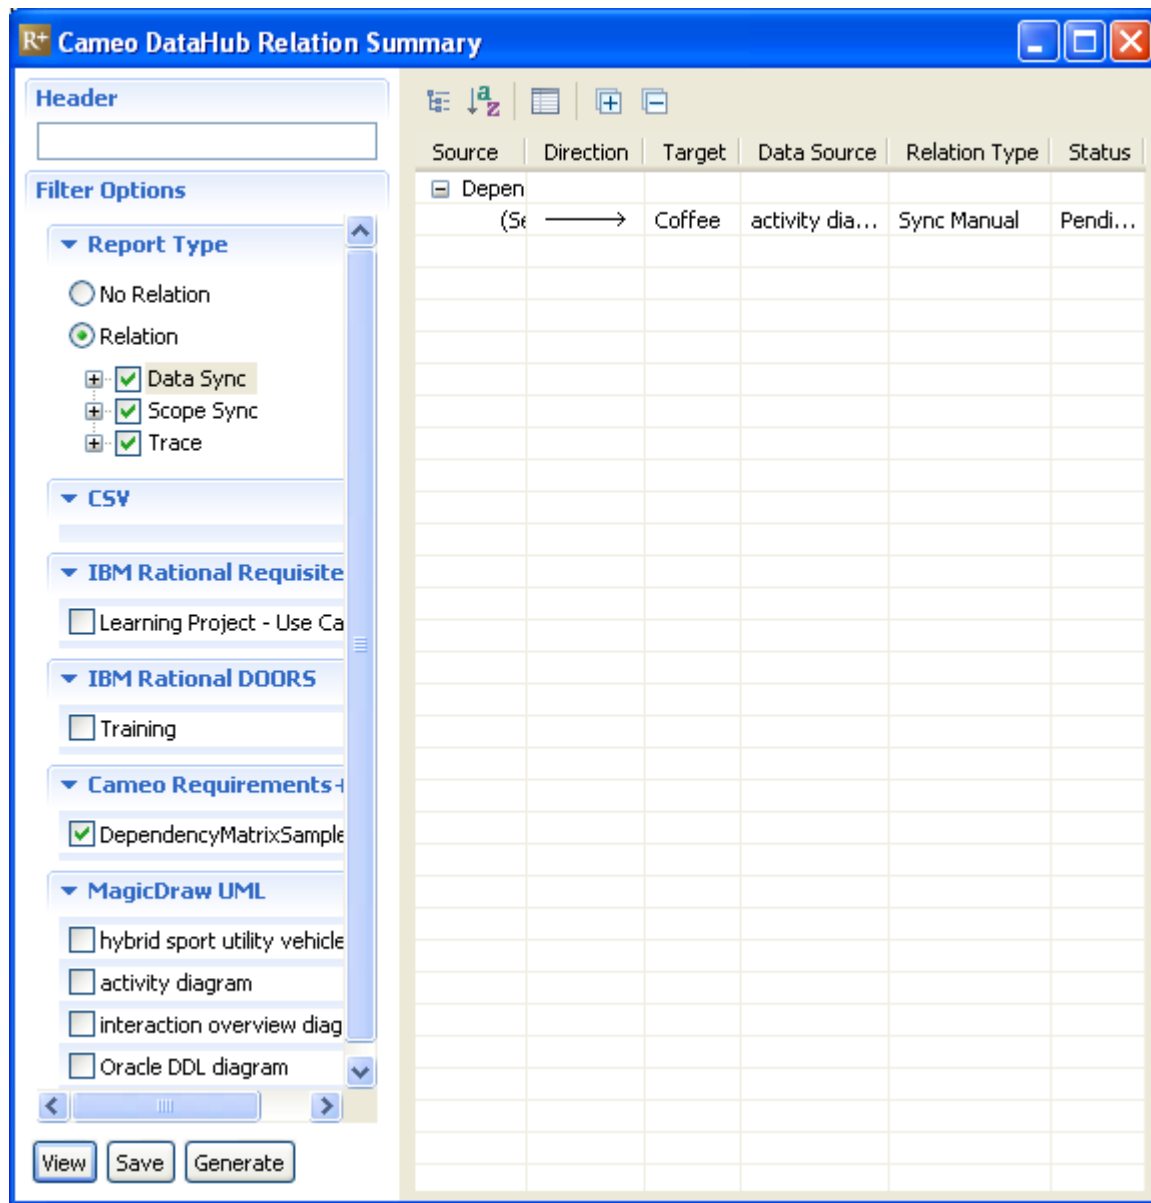 R+ Cameo DataHub Relation Summary
Header
Filter Options
Report Type
No Relation
Relation
Data Sync
Scope Sync
Trace
CSV
IBM Rational Requisite
Learning Project - Use Ca
IBM Rational DOORS
Training
Cameo Requirements+
DependencyMatrixSample
MagicDraw UML
hybrid sport utility vehicle
activity diagram
interaction overview diag
Oracle DDL diagram
View Save Generate
Source Direction Target Data Source Relation Type Status
Depen
(Se Coffee activity dia... Sync Manual Pendi...